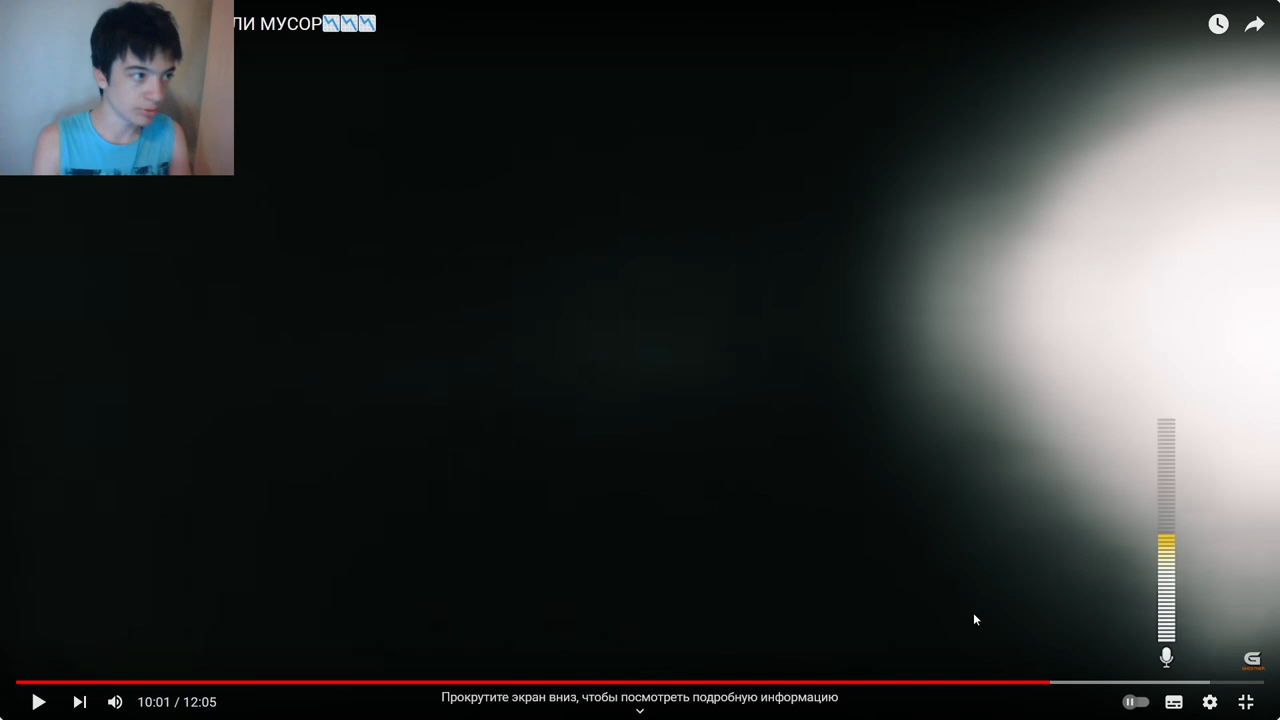 ЛИ МУСОР📉📉📉
10:01 / 12:05
Прокрутите экран вниз, чтобы посмотреть подробную информацию